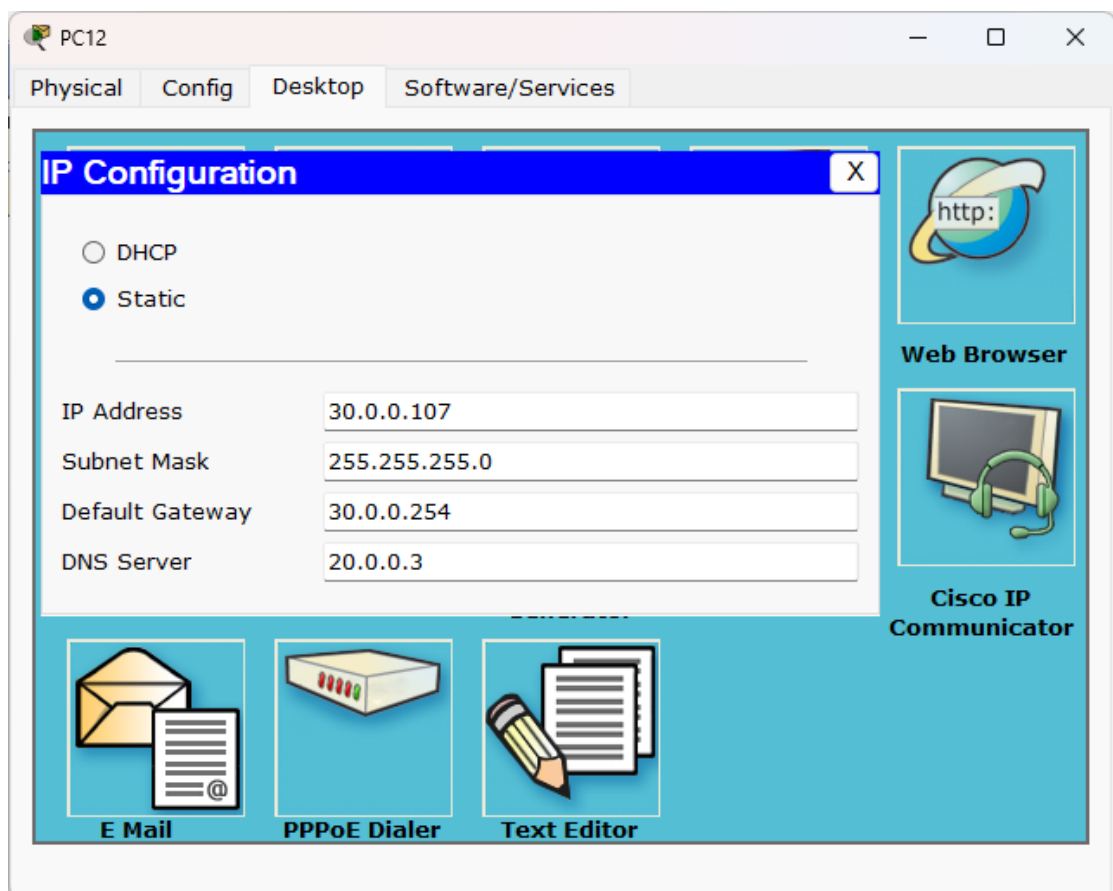 PC12
Physical Config Desktop Software/Services
IP Configuration X
http:
DHCP
Static
Web Browser
IP Address 30.0.0.107
Subnet Mask 255.255.255.0
Default Gateway 30.0.0.254
DNS Server 20.0.0.3
Cisco IP
Communicator
@
E Mail PPPoE Dialer Text Editor